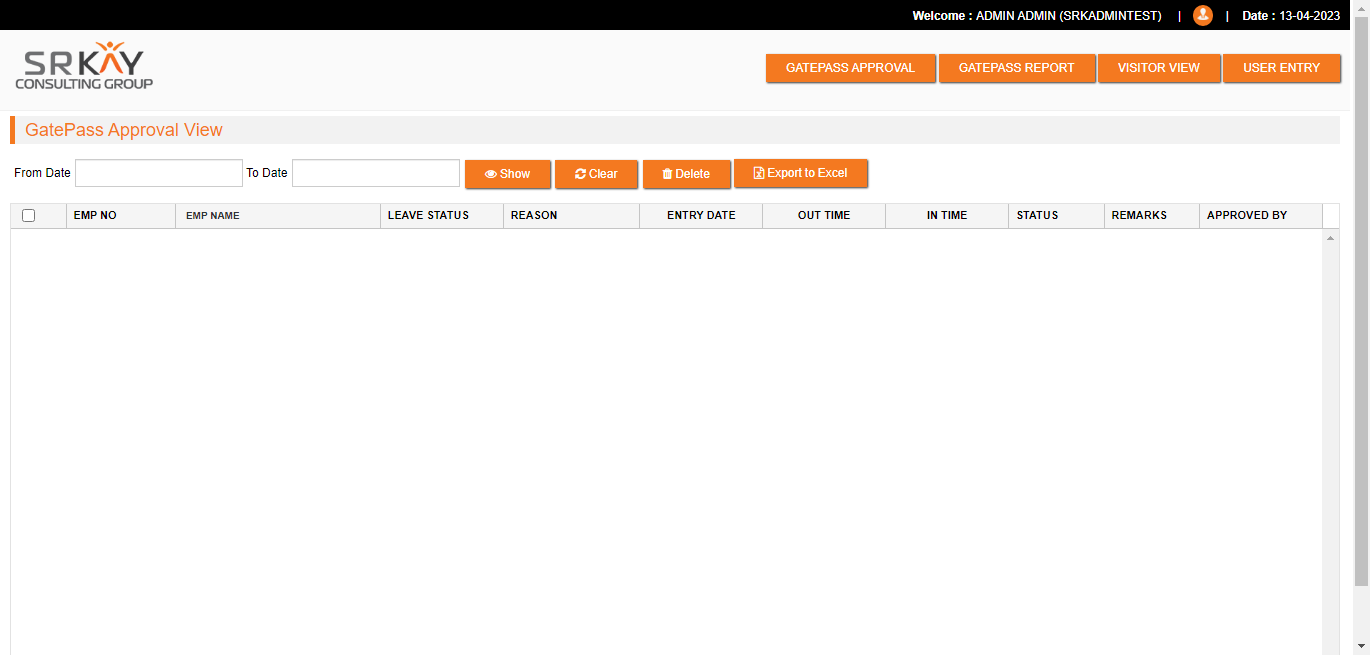 Welcome : ADMIN ADMIN (SRKADMINTEST) | | Date : 13-04-2023
SRKAY
CONSULTING GROUP
GATEPASS APPROVAL GATEPASS REPORT VISITOR VIEW USER ENTRY
GatePass Approval View
From Date To Date Show Clear Delete Export to Excel
EMP NO EMP NAME LEAVE STATUS REASON ENTRY DATE OUT TIME IN TIME STATUS REMARKS APPROVED BY